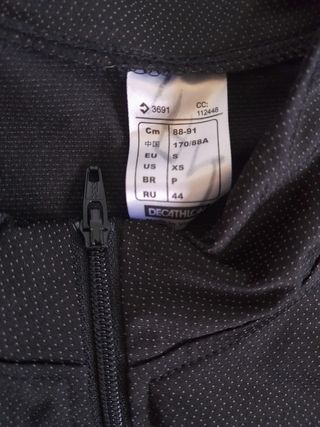 3691 CC: 112448
Cm 88-91
中国 170/88A
EU S
US XS
BR P
RU 44
DECATHLON